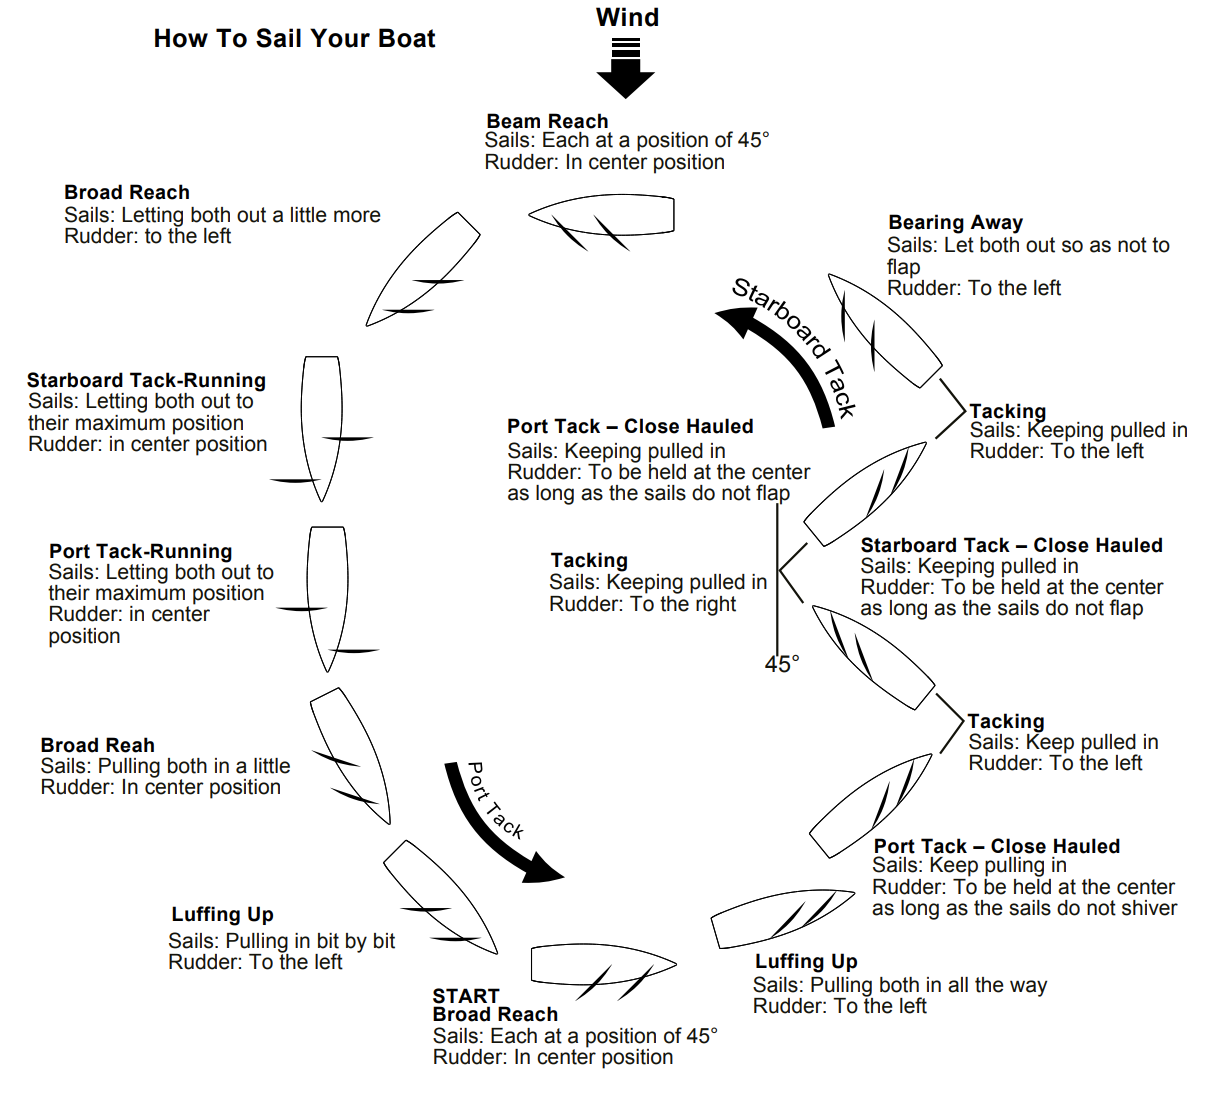 Wind
How To Sail Your Boat
Beam Reach
Sails: Each at a position of 45°
Rudder: In center position
Broad Reach
Sails: Letting both out a little more
Rudder: to the left
Bearing Away
Sails: Let both out so as not to
flap
Rudder: To the left
Starboard Tack
Starboard Tack-Running
Sails: Letting both out to
their maximum position
Rudder: in center position
Port Tack – Close Hauled
Sails: Keeping pulled in
Rudder: To be held at the center
as long as the sails do not flap
Tacking
Sails: Keeping pulled in
Rudder: To the left
Port Tack-Running
Sails: Letting both out to
their maximum position
Rudder: in center
position
Tacking
Sails: Keeping pulled in
Rudder: To the right
45°
Starboard Tack – Close Hauled
Sails: Keeping pulled in
Rudder: To be held at the center
as long as the sails do not flap
Broad Reah
Sails: Pulling both in a little
Rudder: In center position
Port Tack
Tacking
Sails: Keep pulled in
Rudder: To the left
Port Tack – Close Hauled
Sails: Keep pulling in
Rudder: To be held at the center
as long as the sails do not shiver
Luffing Up
Sails: Pulling in bit by bit
Rudder: To the left
Luffing Up
Sails: Pulling both in all the way
Rudder: To the left
START
Broad Reach
Sails: Each at a position of 45°
Rudder: In center position